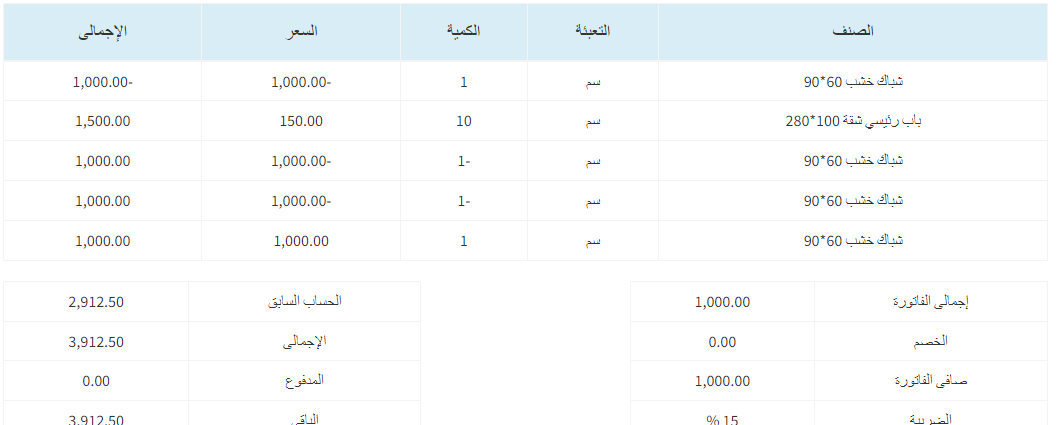 الصنف التعبئة الكمية السعر الإجمالى
شباك خشب 60*90 سم 1 -1,000.00 -1,000.00
باب رئيسي شقة 100*280 سم 10 150.00 1,500.00
شباك خشب 60*90 سم -1 -1,000.00 1,000.00
شباك خشب 60*90 سم -1 -1,000.00 1,000.00
شباك خشب 60*90 سم 1 1,000.00 1,000.00
إجمالى الفاتورة 1,000.00 الحساب السابق 2,912.50
الخصم 0.00 الإجمالى 3,912.50
صافى الفاتورة 1,000.00 المدفوع 0.00
الضريبة 15 % الباقي 3,912.50